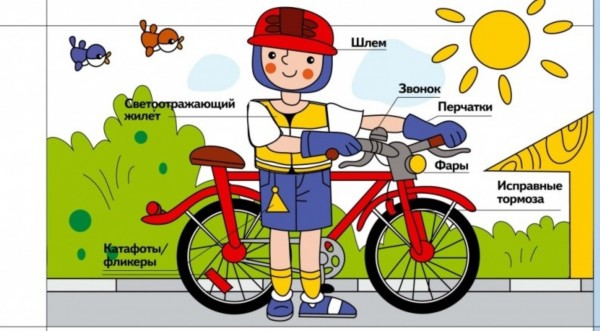 Шлем
Звонок
Светоотражающий
жилет
Перчатки
Фары
Исправные
тормоза
Катафоты/
фликеры